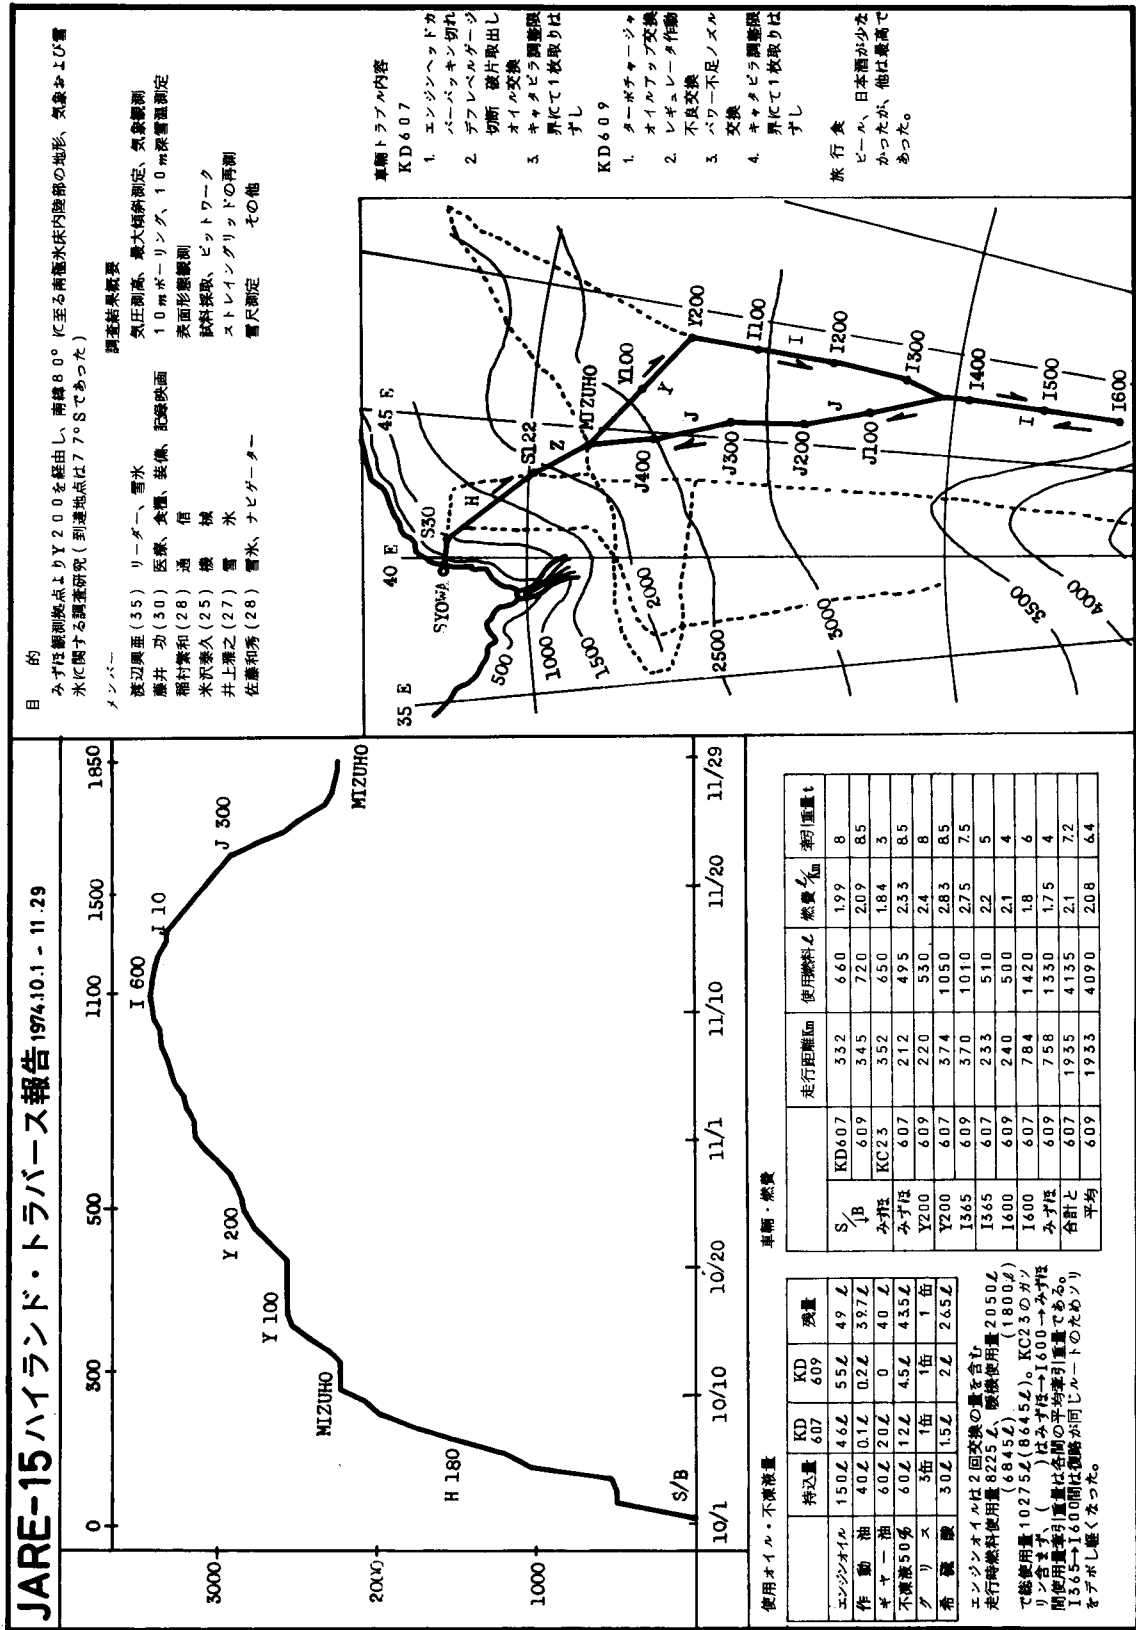 JARE-15 ハイランド・トラバース報告 1974.10.1 - 11.29
0
300
500
1100
1500
1850
3000
2000
1000
S/B
H 180
MIZUHO
Y 100
Y 200
I 600
J 10
J 300
MIZUHO
10/1
10/10
10/20
11/1
11/10
11/20
11/29
目 的
みずほ観測拠点よりY200を経由し、南緯80°に至る南極氷床内陸部の地形、気象および雪
氷に関する調査研究(到達地点は77°Sであった)
メンバー
調査結果概要
渡辺興亜(35) リーダー、雪氷
藤井 功(30) 医療、食糧、装備、記録映画
稲村繁和(28) 通 信
米沢泰久(25) 機 械
井上雅之(27) 雪 氷
佐藤和秀(28) 雪氷、ナビゲーター
気圧測高、最大傾斜測定、気象観測
10mボーリング、10m深雪温測定
表面形態観測
試料採取、ピットワーク
ストレイングリッドの再測
雪尺測定 その他
35 E
40 E
45 E
SYOWA
S30
H
S122
Z
MIZUHO
Y100
Y
Y200
I100
I
I200
I300
I400
I500
I
I600
J400
J
J300
J200
J
J100
500
1000
1500
2000
2500
3000
3500
4000
車輛トラブル内容
KD607
1. エンジンヘッドカ
バーパッキン切れ
2. デフレベルゲージ
切断 破片取出し
オイル交換
3. キャタピラ調整限
界にて1枚取りは
ずし
KD609
1. ターボチャージャ
オイルアップ交換
2. レギュレータ作動
不良交換
3. パワー不足ノズル
交換
4. キャタピラ調整限
界にて1枚取りは
ずし
旅行食
ビール、日本酒が少な
かったが、他は最高で
あった。
使用オイル・不凍液量
持込量 KD607 KD609 残量
エンジンオイル 150ℓ 46ℓ 55ℓ 49ℓ
作動油 40ℓ 0.1ℓ 0.2ℓ 39.7ℓ
ギヤー油 60ℓ 20ℓ 0 40ℓ
不凍液50% 60ℓ 12ℓ 4.5ℓ 43.5ℓ
グリース 3缶 1缶 1缶 1缶
希硫酸 30ℓ 1.5ℓ 2ℓ 26.5ℓ
エンジンオイルは2回交換の量を含む
走行時燃料使用量8225ℓ、暖機使用量2050ℓ
(6845ℓ) (1800ℓ)
で総使用量10275ℓ(8645ℓ)。KC23のガソ
リン含まず、( )はみずほ→I600→みずほ
間使用量牽引重量は各間の平均牽引重量である。
I365→I600間は復路が同じルートのためソリ
をデポし軽くなった。
車輛・燃費
走行距離Km 使用燃料ℓ 燃費ℓ/Km 牽引重量t
S/B KD607 332 660 1.99 8
↓ 609 345 720 2.09 8.5
みずほ KC23 352 650 1.84 3
みずほ 607 212 495 2.33 8.5
Y200 609 220 530 2.4 8
Y200 607 374 1050 2.83 8.5
I365 609 370 1010 2.75 7.5
I365 607 233 510 2.2 5
I600 609 240 500 2.1 4
I600 607 784 1420 1.8 6
みずほ 609 758 1330 1.75 4
合計と 607 1935 4135 2.1 7.2
平均 609 1933 4090 2.08 6.4